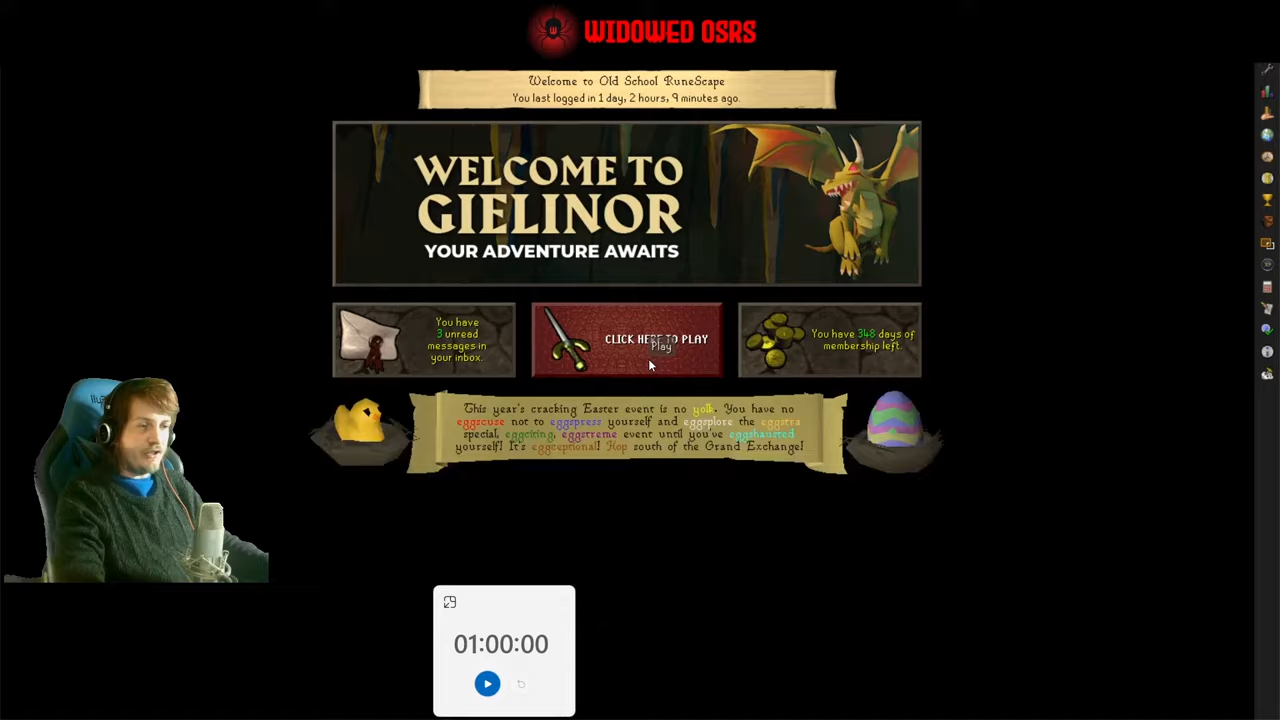 WIDOWED OSRS
Welcome to Old School RuneScape
You last logged in 1 day, 2 hours, 9 minutes ago.
WELCOME TO
GIELINOR
YOUR ADVENTURE AWAITS
You have
3 unread
messages in
your inbox.
CLICK HERE TO PLAY
Play
You have 348 days of
membership left.
This year's cracking Easter event is no yolk. You have no
eggscuse not to eggspress yourself and eggsplore the eggstra
special, eggciting, eggstreme event until you've eggshausted
yourself! It's eggceptional! Hop south of the Grand Exchange!
01:00:00